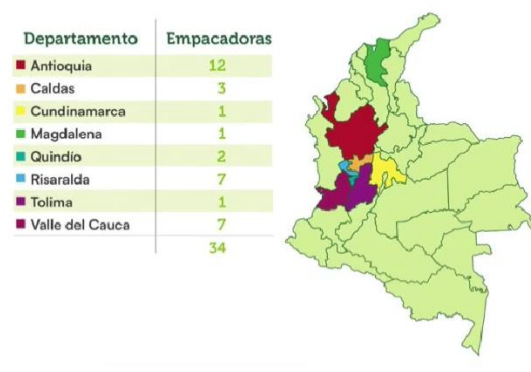 Departamento Empacadoras
Antioquia 12
Caldas 3
Cundinamarca 1
Magdalena 1
Quindío 2
Risaralda 7
Tolima 1
Valle del Cauca 7
34